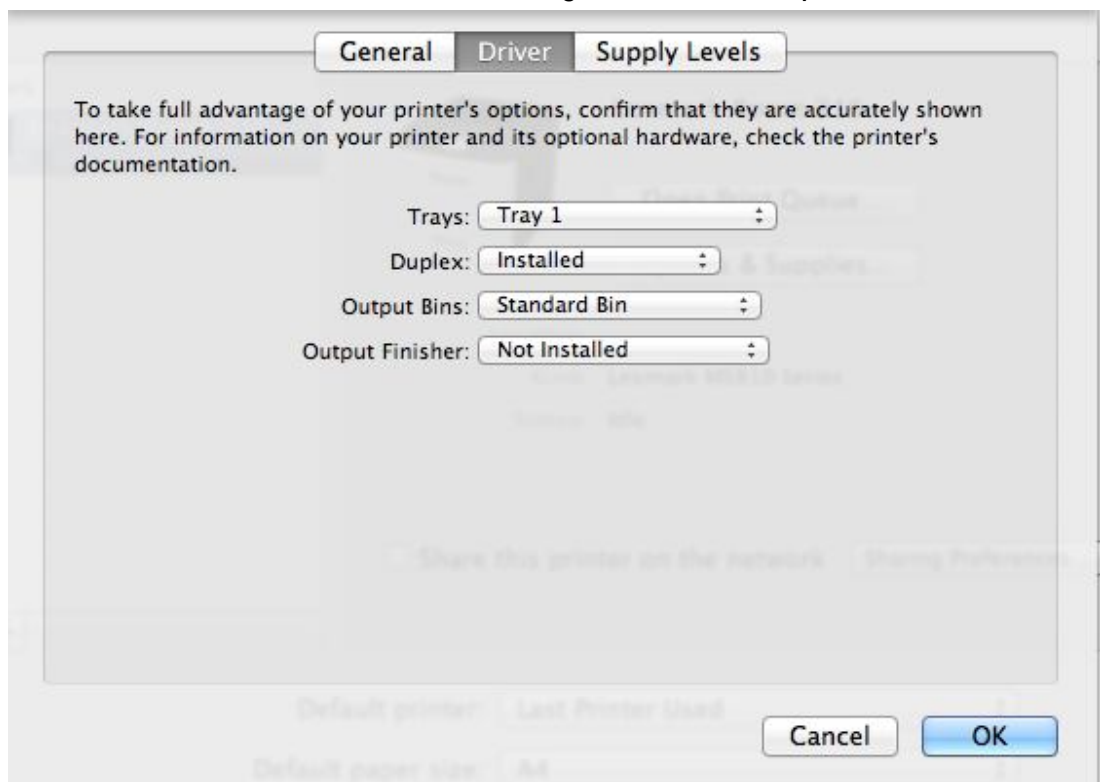 General Driver Supply Levels
To take full advantage of your printer's options, confirm that they are accurately shown
here. For information on your printer and its optional hardware, check the printer's
documentation.
Trays: Tray 1
Duplex: Installed
Output Bins: Standard Bin
Output Finisher: Not Installed
Share this printer on the network Sharing Preferences
Default printer: Last Printer Used
Cancel OK
Default paper size: A4